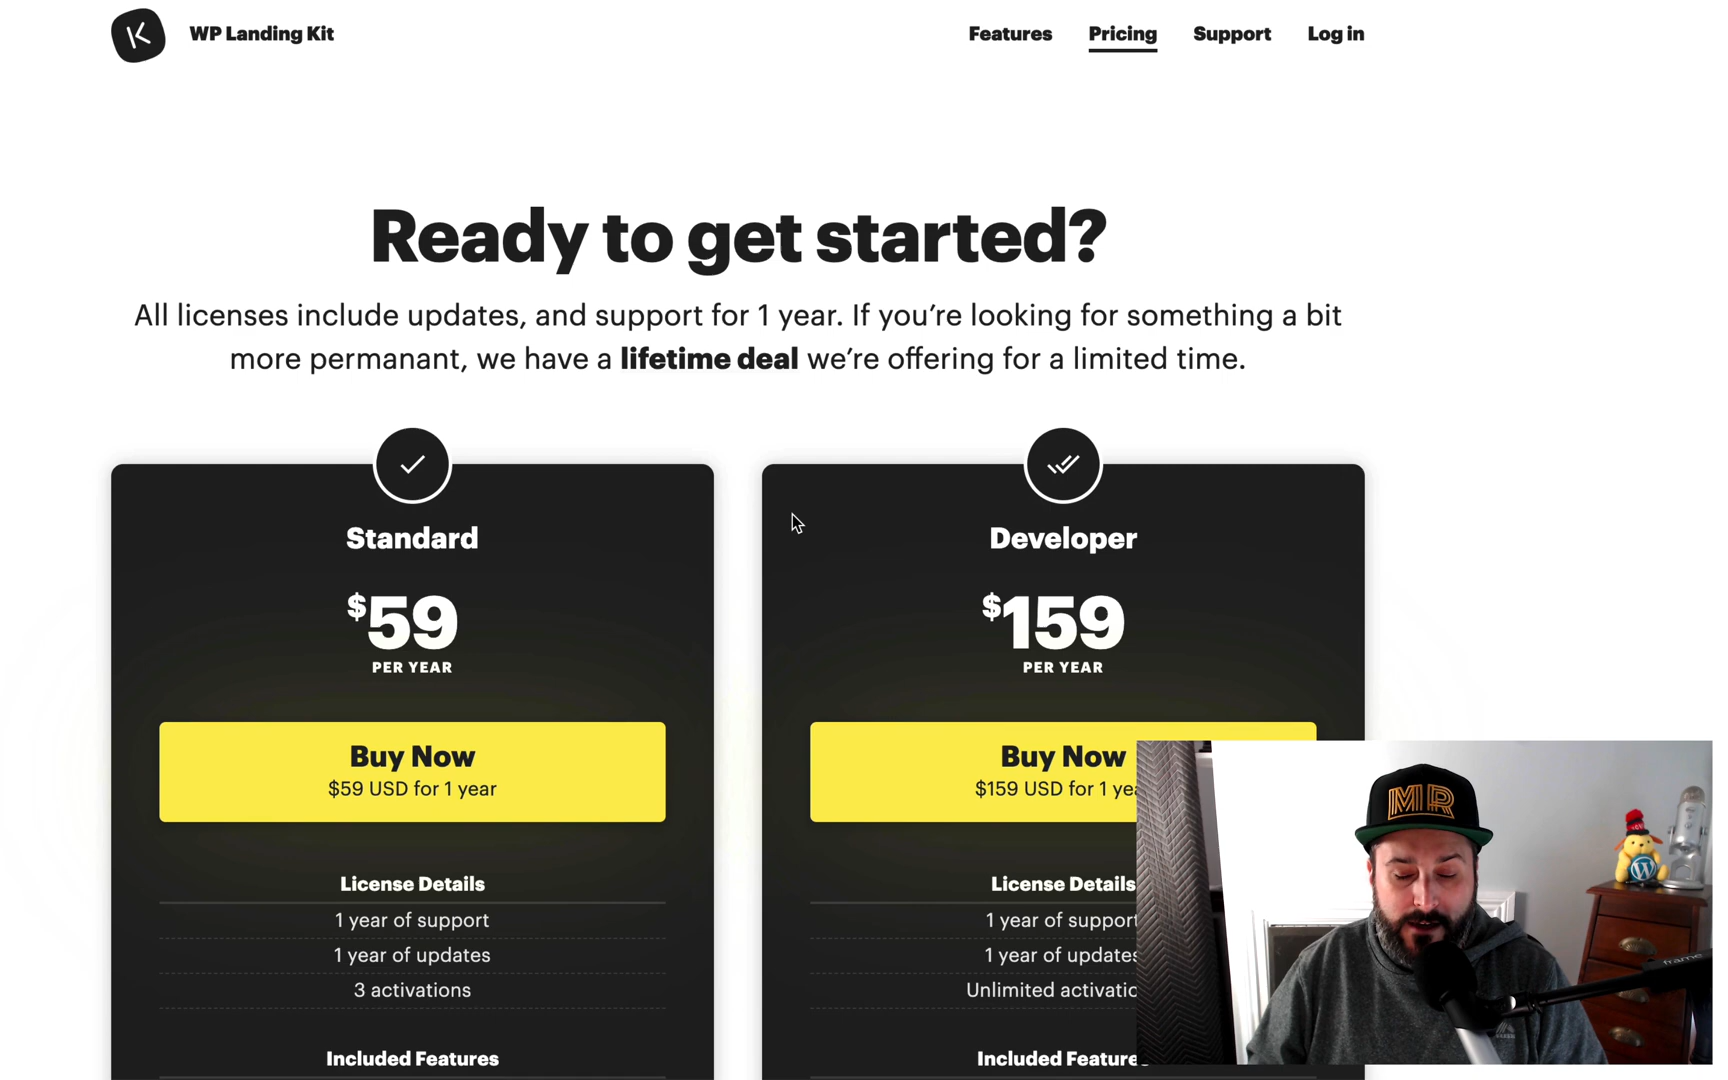 WP Landing Kit
Features
Pricing
Support
Log in
Ready to get started?
All licenses include updates, and support for 1 year. If you’re looking for something a bit
more permanant, we have a lifetime deal we’re offering for a limited time.
Standard
$59
PER YEAR
Buy Now
$59 USD for 1 year
License Details
1 year of support
1 year of updates
3 activations
Included Features
Developer
$159
PER YEAR
Buy Now
$159 USD for 1 yea
License Details
1 year of support
1 year of updates
Unlimited activatio
Included Feature
MR
frame